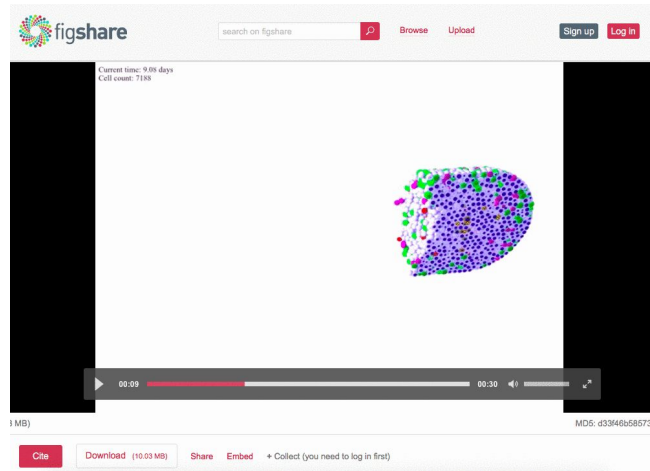 figshare
search on figshare
Browse
Upload
Sign up
Log in
Current time: 9.08 days
Cell count: 7188
00:09
00:30
3 MB)
MD5: d33f46b58573
Cite
Download (10.03 MB)
Share
Embed
+ Collect (you need to log in first)